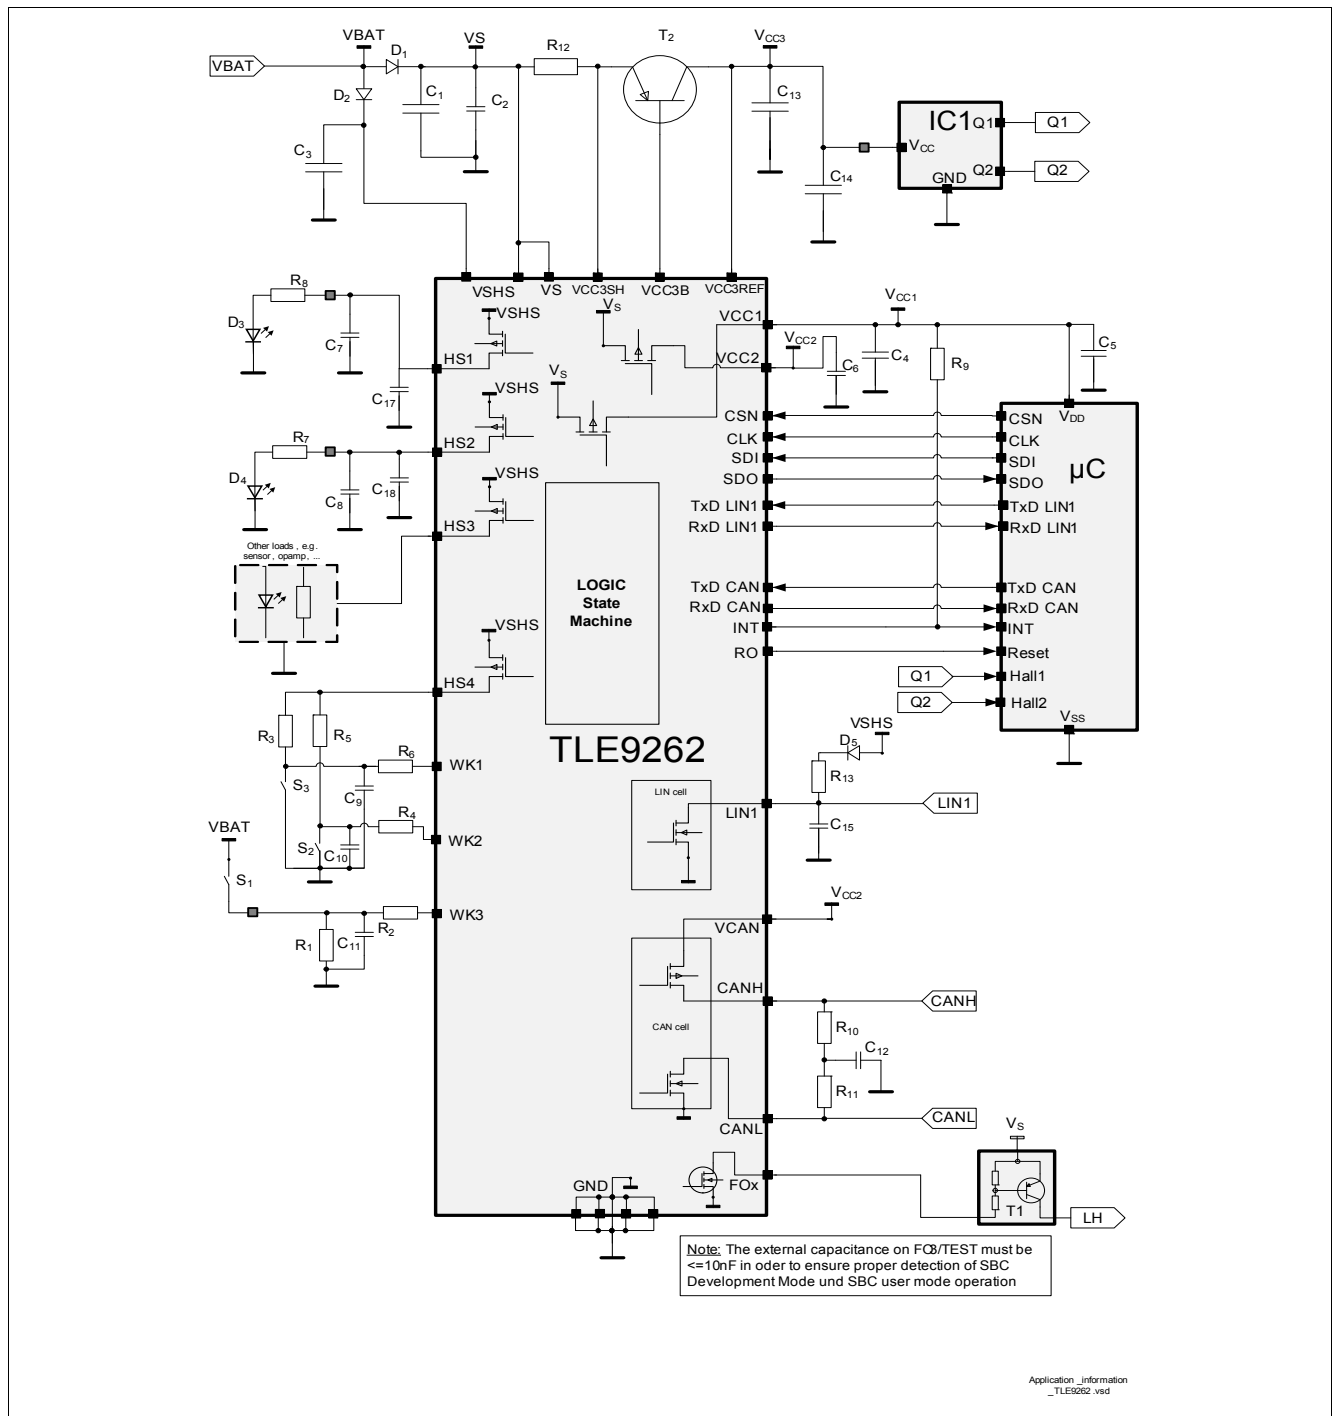 VBAT
VBAT
D1
VS
R12
T2
VCC3
D2
C1
C2
C3
C13
C14
IC1
Q1
Q1
VCC
Q2
Q2
GND
VSHS
VS
VCC3SH
VCC3B
VCC3REF
R8
D3
C7
C17
HS1
VSHS
VS
VS
VCC1
VCC2
VCC1
VCC2
C6
C4
R9
C5
R7
D4
C8
C18
HS2
VSHS
HS3
VSHS
Other loads , e.g.
sensor , opamp, ...
CSN
CLK
SDI
SDO
TxD LIN1
RxD LIN1
TxD CAN
RxD CAN
INT
RO
VDD
CSN
CLK
SDI
SDO
µC
TxD LIN1
RxD LIN1
TxD CAN
RxD CAN
INT
Reset
Q1
Hall1
Q2
Hall2
VSS
LOGIC
State
Machine
VSHS
HS4
R3
R5
R6
WK1
S3
C9
R4
WK2
S2
C10
VBAT
S1
R1
C11
R2
WK3
TLE9262
LIN cell
LIN1
VSHS
D5
R13
LIN1
C15
VCC2
VCAN
CANH
CAN cell
CANL
CANH
R10
C12
R11
CANL
FOx
GND
VS
T1
LH
Note: The external capacitance on FO3/TEST must be
<=10nF in oder to ensure proper detection of SBC
Development Mode und SBC user mode operation
Application _information
_TLE9262 .vsd